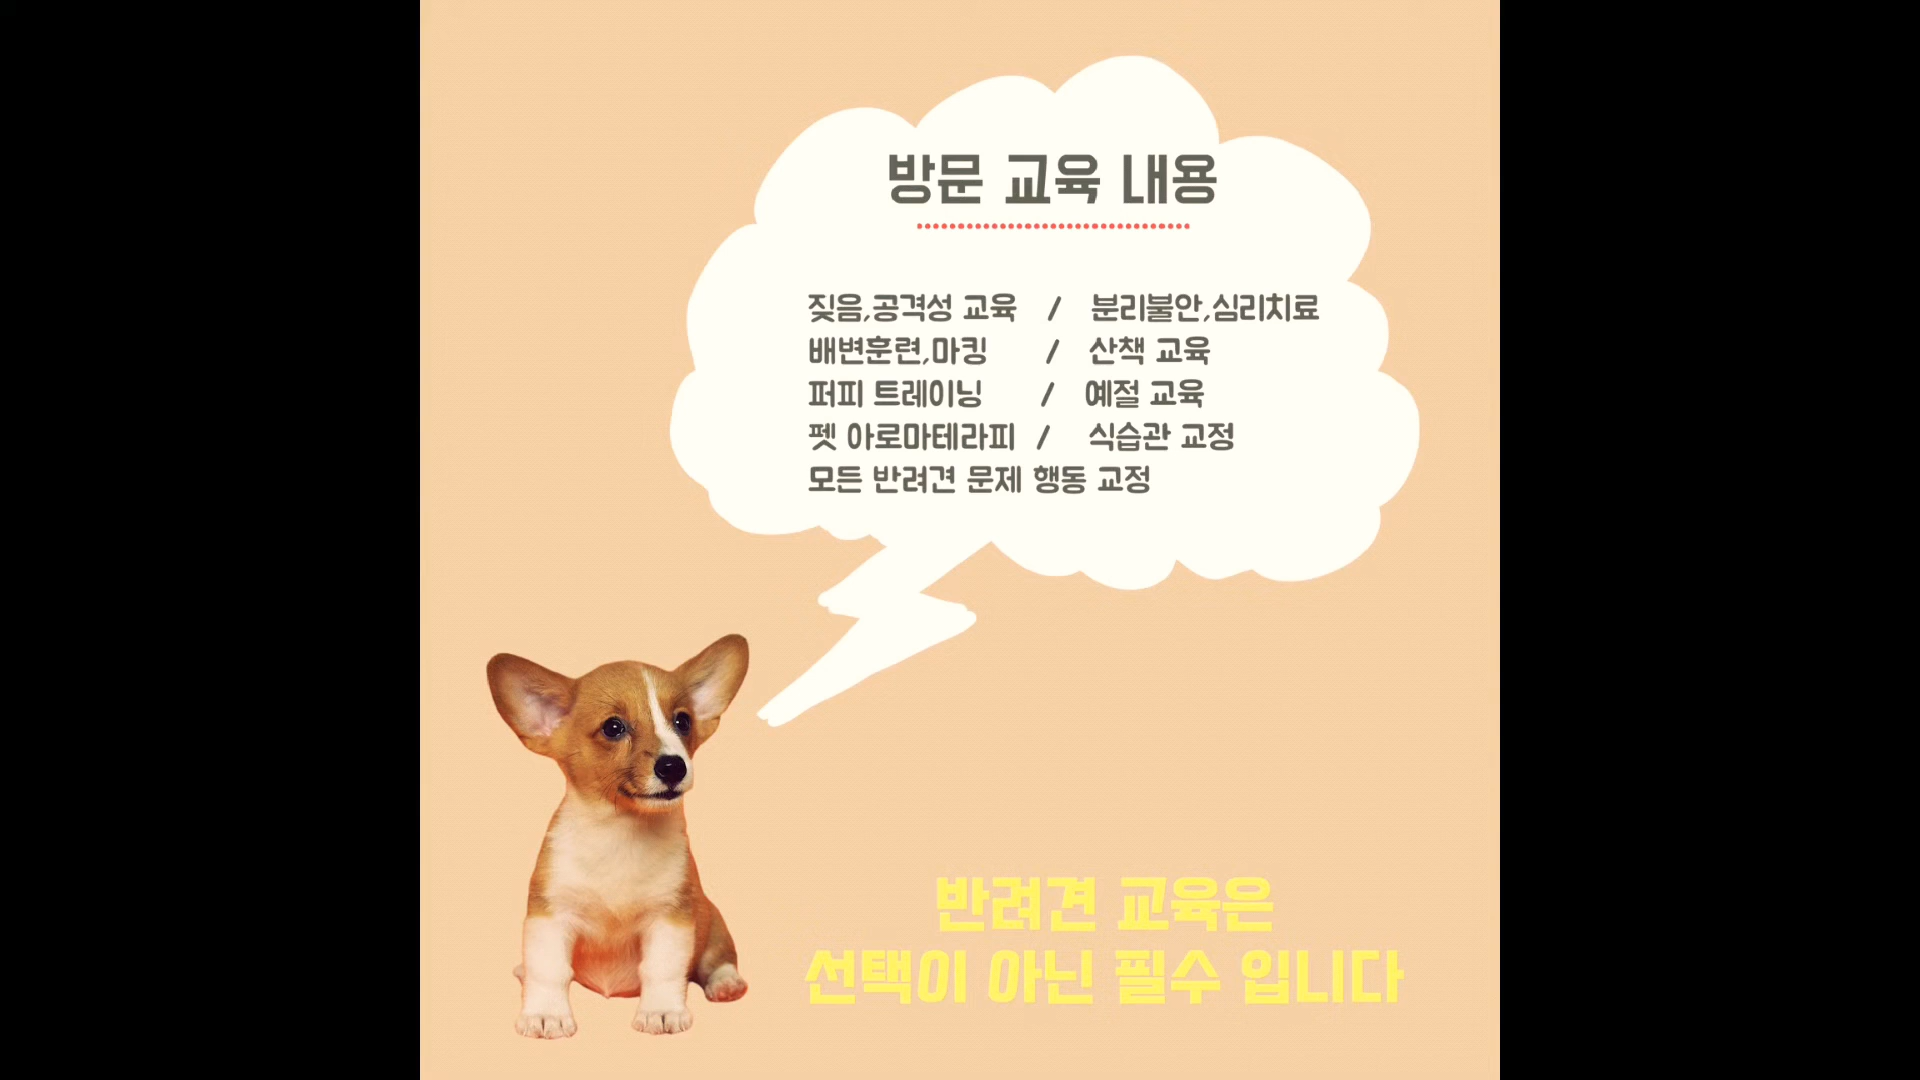 방문 교육 내용
짖음,공격성 교육 / 분리불안,심리치료
배변훈련,마킹 / 산책 교육
퍼피 트레이닝 / 예절 교육
펫 아로마테라피 / 식습관 교정
모든 반려견 문제 행동 교정
반려견 교육은
선택이 아닌 필수 입니다